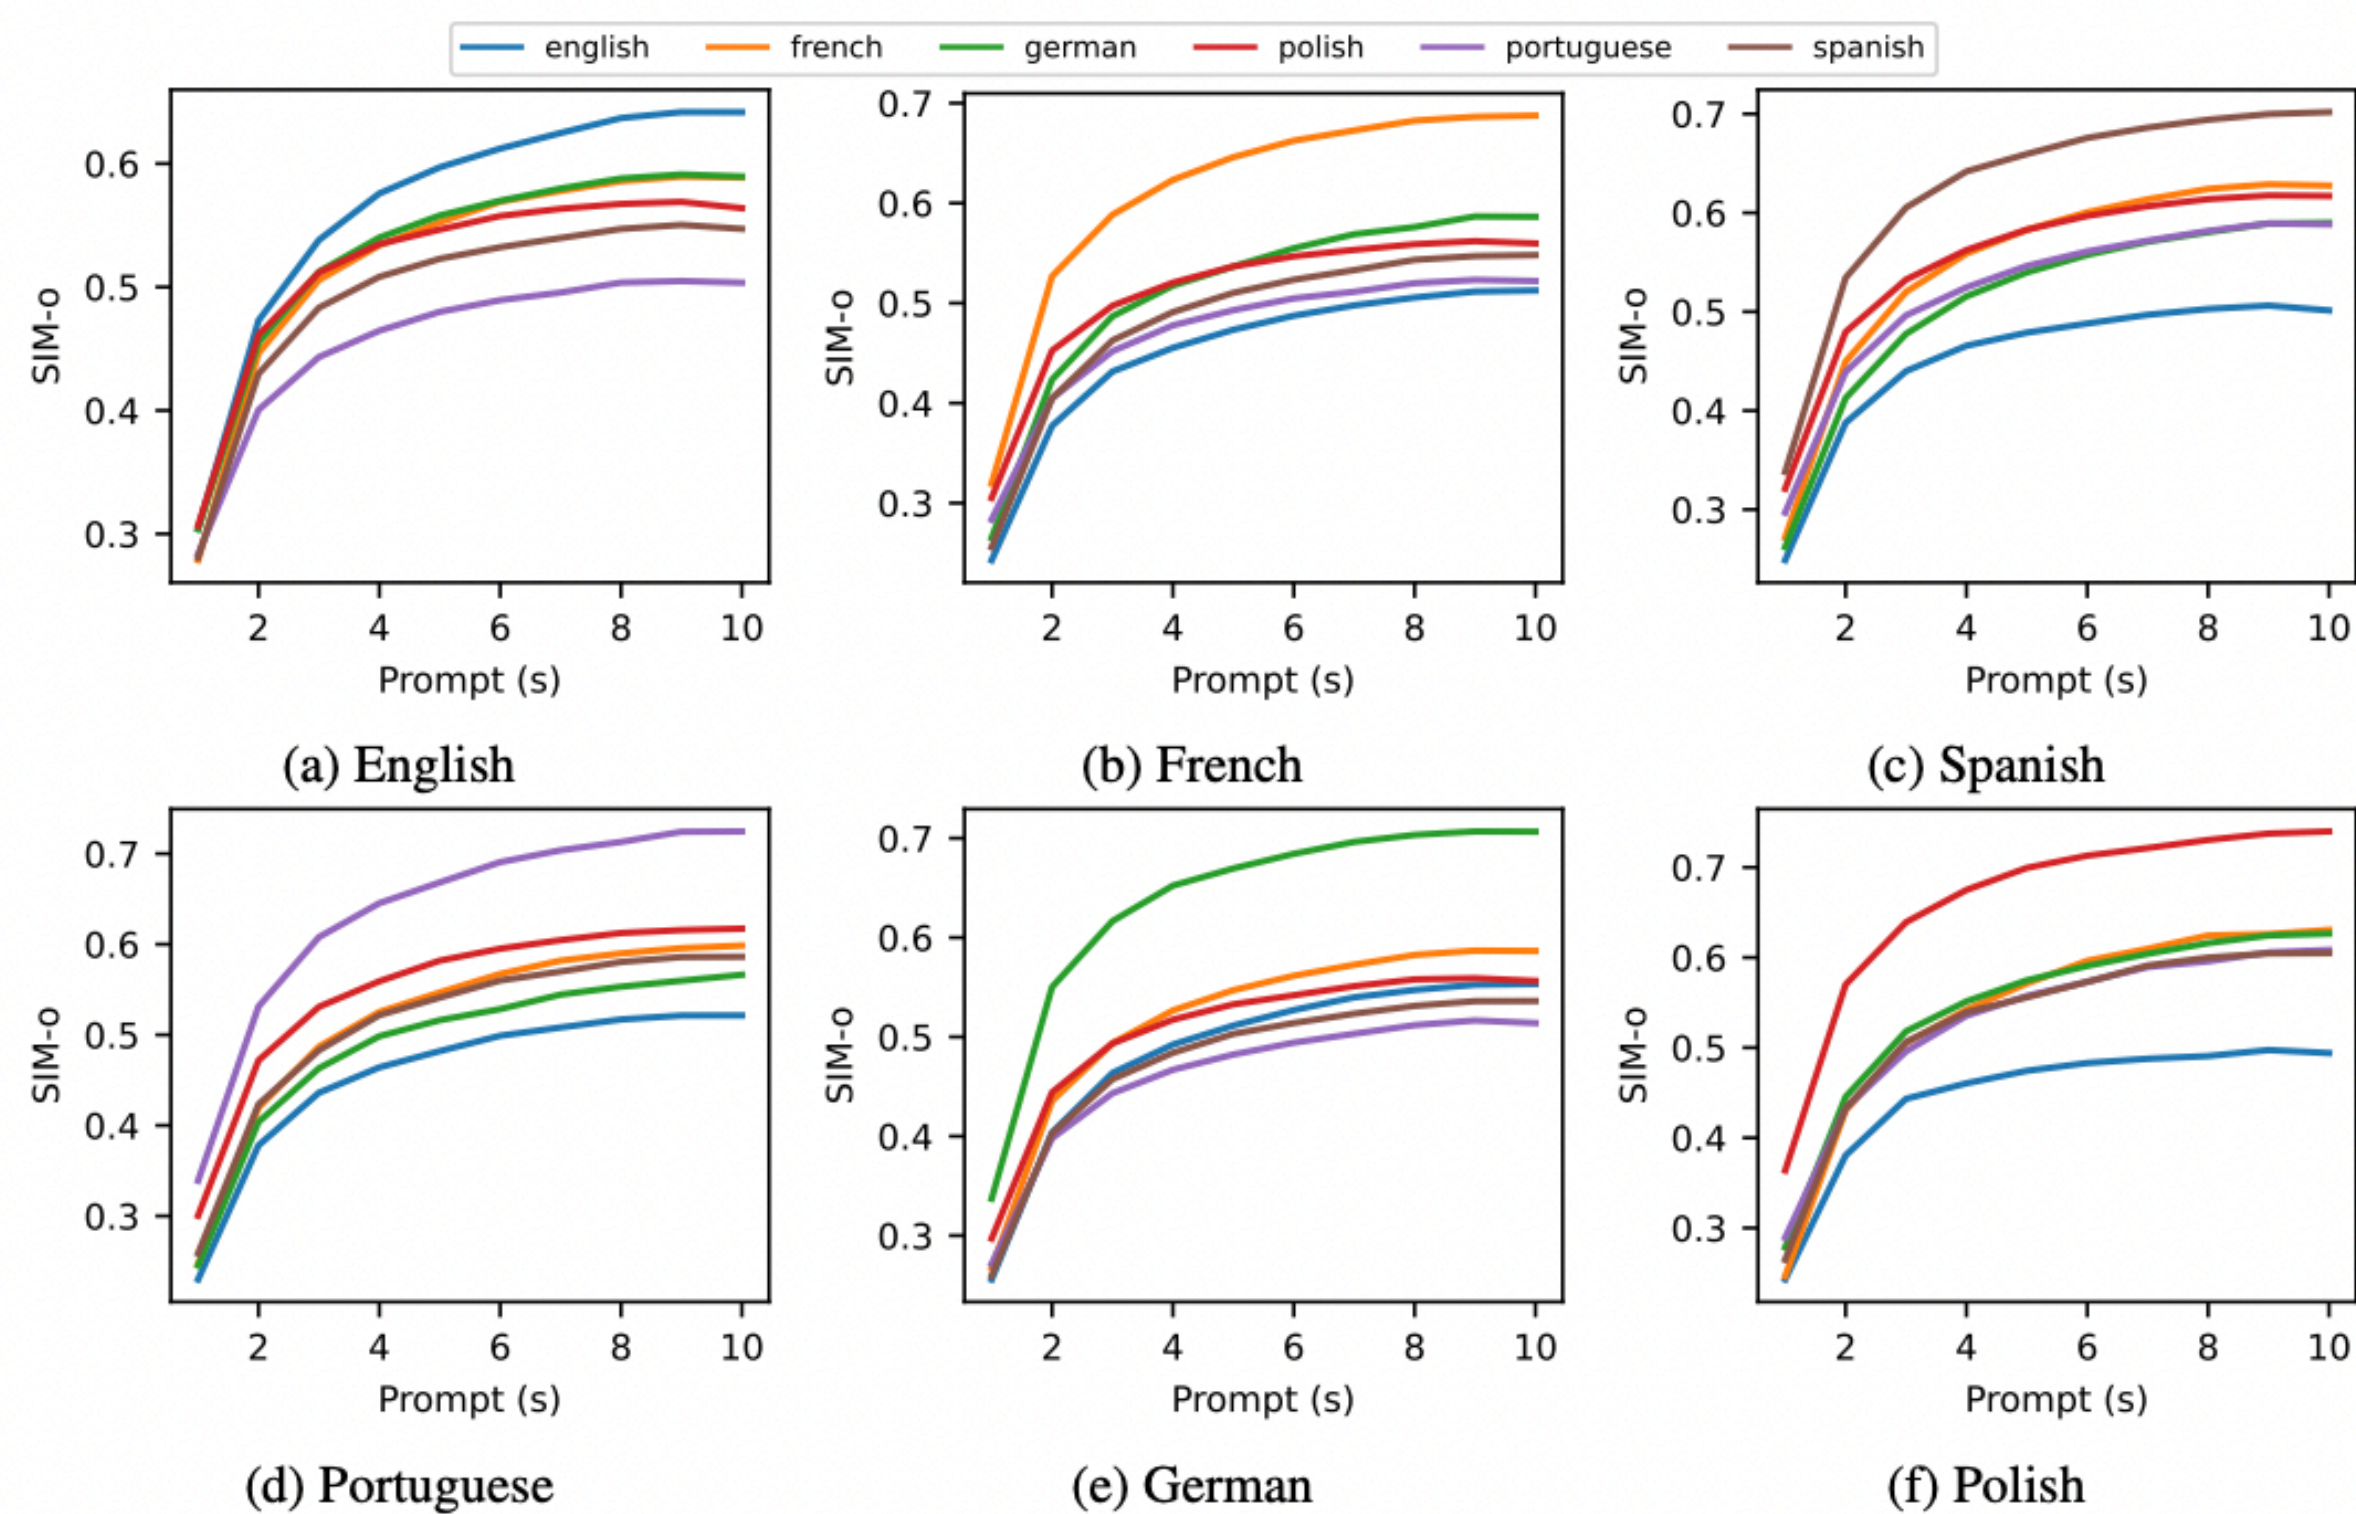 english french german polish portuguese spanish
SIM-o
0.6
0.5
0.4
0.3
2 4 6 8 10
Prompt (s)
(a) English
SIM-o
0.7
0.6
0.5
0.4
0.3
2 4 6 8 10
Prompt (s)
(b) French
SIM-o
0.7
0.6
0.5
0.4
0.3
2 4 6 8 10
Prompt (s)
(c) Spanish
SIM-o
0.7
0.6
0.5
0.4
0.3
2 4 6 8 10
Prompt (s)
(d) Portuguese
SIM-o
0.7
0.6
0.5
0.4
0.3
2 4 6 8 10
Prompt (s)
(e) German
SIM-o
0.7
0.6
0.5
0.4
0.3
2 4 6 8 10
Prompt (s)
(f) Polish